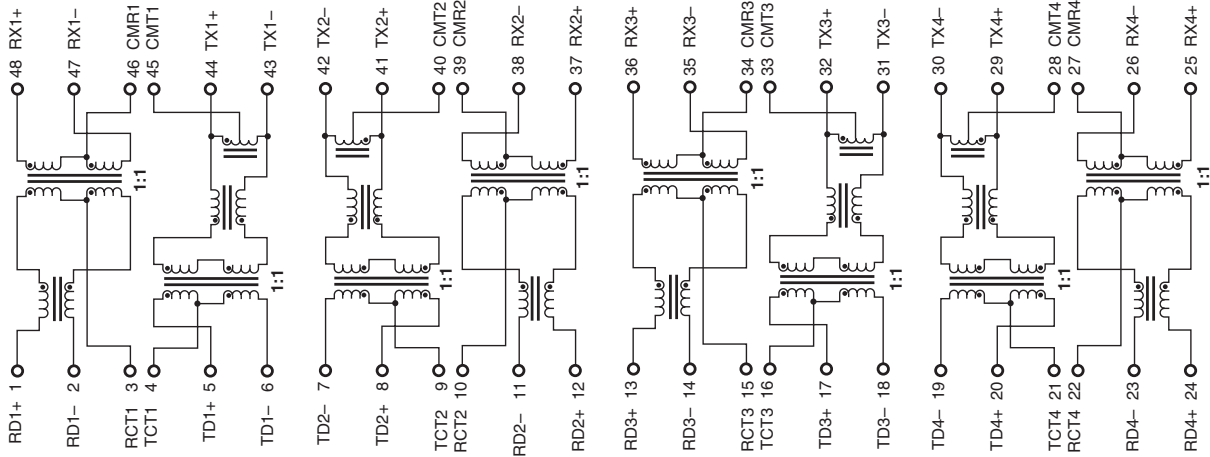 48 RX1+
47 RX1–
46 CMR1
45 CMT1
44 TX1+
43 TX1–
42 TX2–
41 TX2+
40 CMT2
39 CMR2
38 RX2–
37 RX2+
36 RX3+
35 RX3–
34 CMR3
33 CMT3
32 TX3+
31 TX3–
30 TX4–
29 TX4+
28 CMT4
27 CMR4
26 RX4–
25 RX4+
1:1
1:1
1:1
1:1
1:1
1:1
1:1
1:1
RD1+ 1
RD1– 2
RCT1 3
TCT1 4
TD1+ 5
TD1– 6
TD2– 7
TD2+ 8
TCT2 9
RCT2 10
RD2– 11
RD2+ 12
RD3+ 13
RD3– 14
RCT3 15
TCT3 16
TD3+ 17
TD3– 18
TD4– 19
TD4+ 20
TCT4 21
RCT4 22
RD4– 23
RD4+ 24